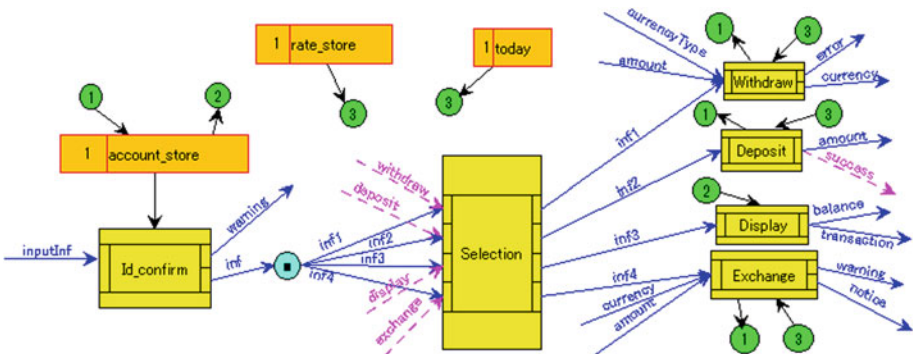 1 rate_store
1 today
1
2
3
3
1 account_store
inputInf
Id_confirm
warning
inf
inf1
inf2
inf3
inf4
withdraw
deposit
display
exchange
Selection
inf1
inf2
inf3
inf4
currencyType
amount
1
3
Withdraw
error
currency
1
3
Deposit
amount
success
2
Display
balance
transaction
currency
amount
Exchange
warning
notice
1
3